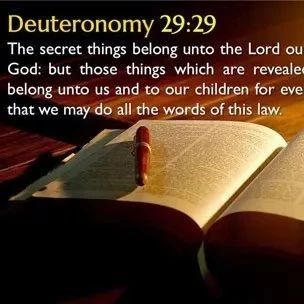 Deuteronomy 29:29
The secret things belong unto the Lord ou
God: but those things which are revealed
belong unto us and to our children for eve
that we may do all the words of this law.